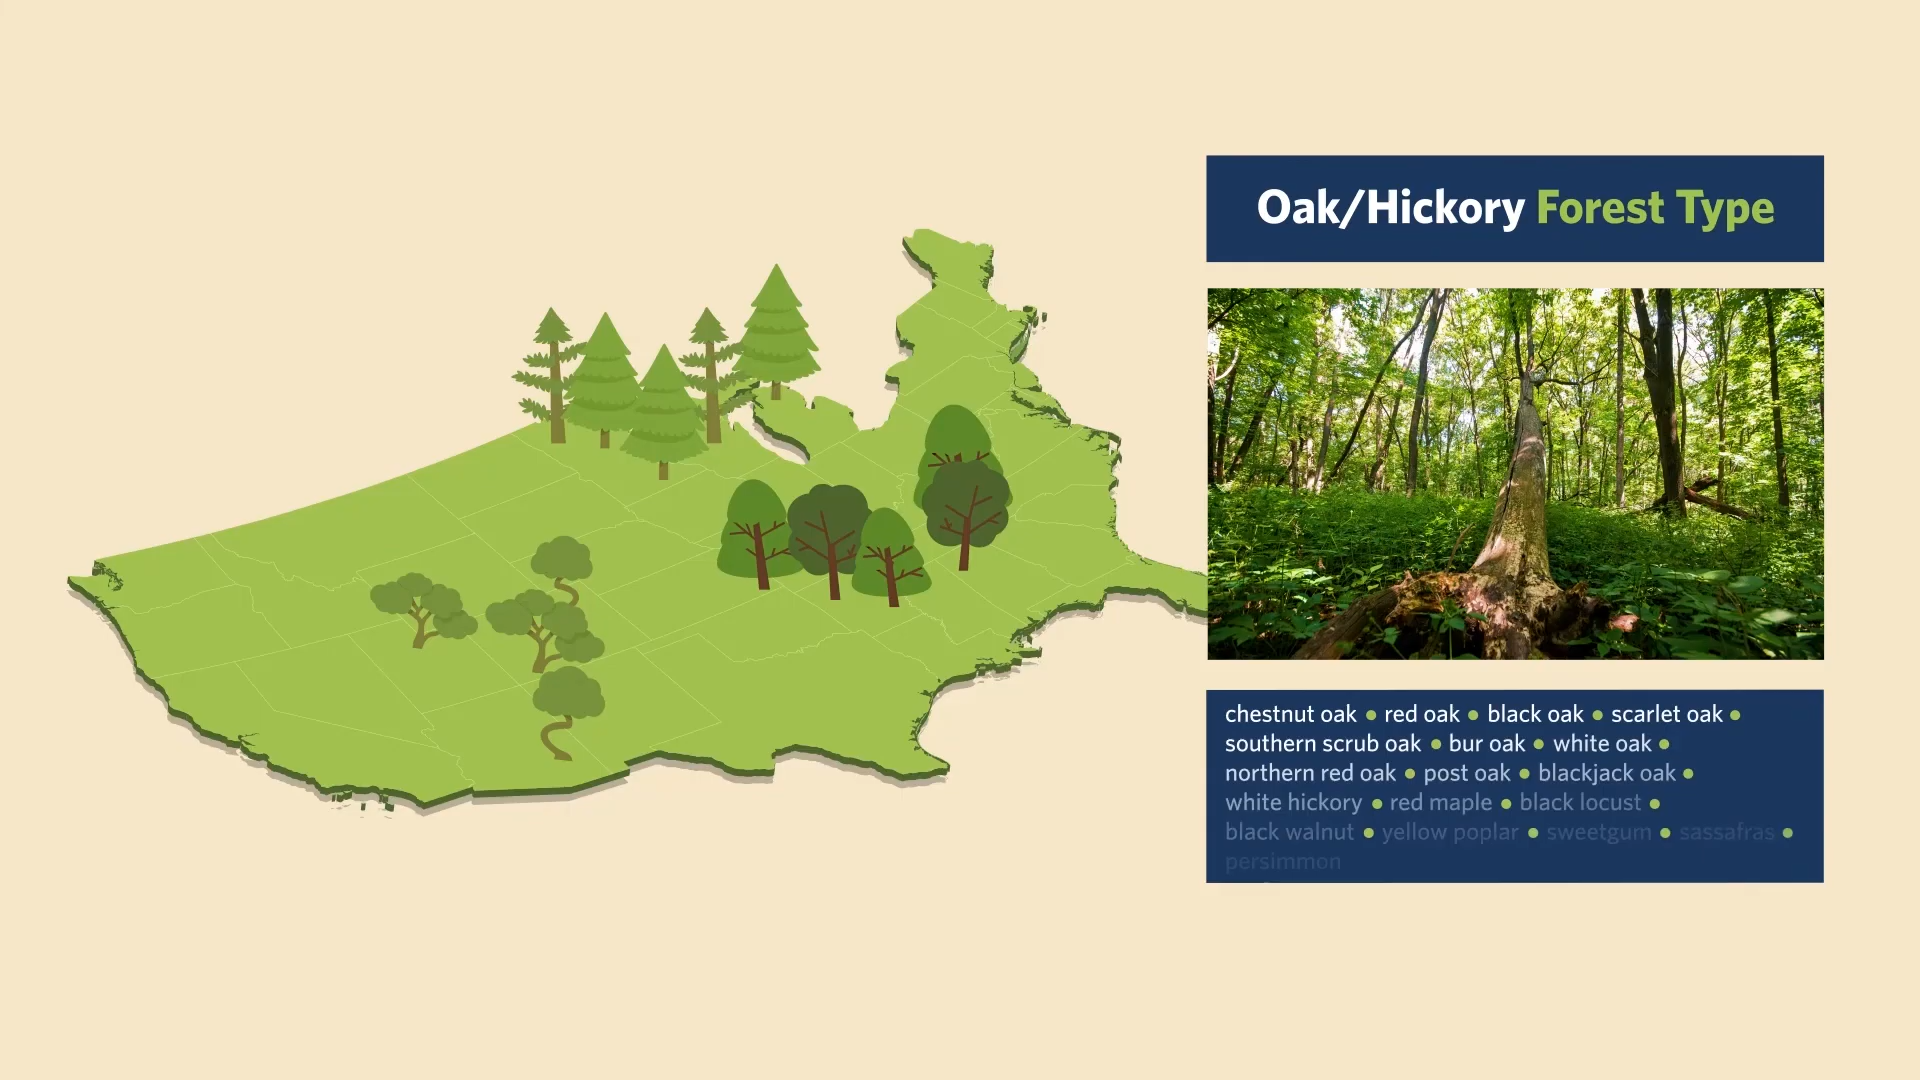 Oak/Hickory Forest Type
chestnut oak • red oak • black oak • scarlet oak •
southern scrub oak • bur oak • white oak •
northern red oak • post oak • blackjack oak •
white hickory • red maple • black locust •
black walnut • yellow poplar • sweetgum • sassafras •
persimmon